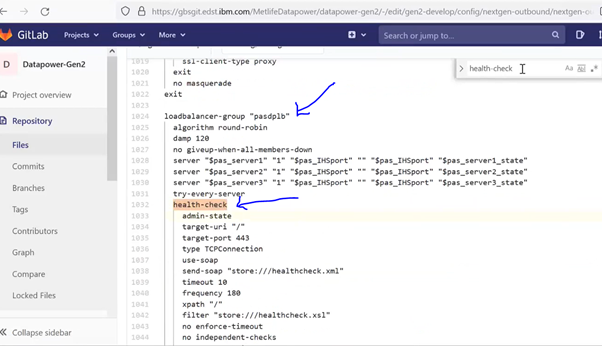 https://gbsgit.edst.ibm.com/MetlifeDatapower/datapower-gen2/-/edit/gen2-develop/config/nextgen-outbound/nextgen-ou
GitLab
Projects
Groups
More
Search or jump to...
D
Datapower-Gen2
Project overview
Repository
Files
Commits
Branches
Tags
Contributors
Graph
Compare
Locked Files
Collapse sidebar
health-check
Aa
1019 ssl-client-type proxy
1020 exit
1021 no masquerade
1022 exit
1023
1024 loadbalancer-group "pasdplb"
1025 algorithm round-robin
1026 damp 120
1027 no giveup-when-all-members-down
1028 server "$pas_server1" "1" "$pas_IHSport" "" "$pas_IHSport" "$pas_server1_state"
1029 server "$pas_server2" "1" "$pas_IHSport" "" "$pas_IHSport" "$pas_server2_state"
1030 server "$pas_server3" "1" "$pas_IHSport" "" "$pas_IHSport" "$pas_server3_state"
1031 try-every-server
1032 health-check
1033 admin-state
1034 target-uri "/"
1035 target-port 443
1036 type TCPConnection
1037 use-soap
1038 send-soap "store:///healthcheck.xml"
1039 timeout 10
1040 frequency 180
1041 xpath "/"
1042 filter "store:///healthcheck.xsl"
1043 no enforce-timeout
1044 no independent-checks